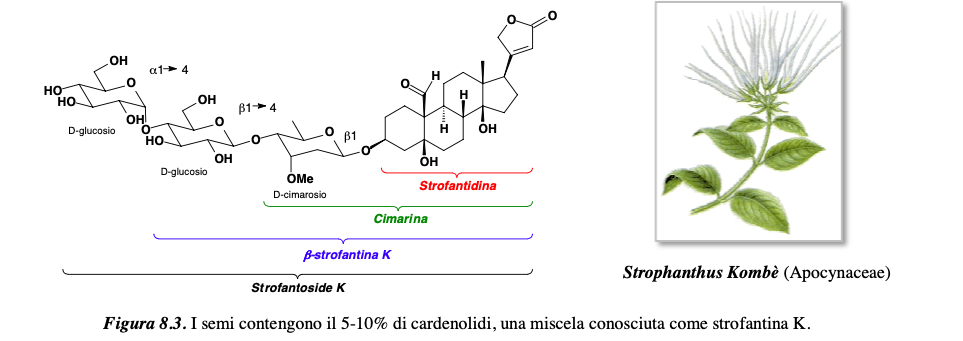 O
O
OH
α1→ 4
O
H
HO
O
HO
OH
OH
β1→ 4
H
D-glucosio
O
O
HO
O
β1
H
OH
O
O
OH
OH
D-glucosio
OMe
D-cimarosio
Strofantidina
Cimarina
β-strofantina K
Strofantoside K
Strophanthus Kombè (Apocynaceae)
Figura 8.3. I semi contengono il 5-10% di cardenolidi, una miscela conosciuta come strofantina K.